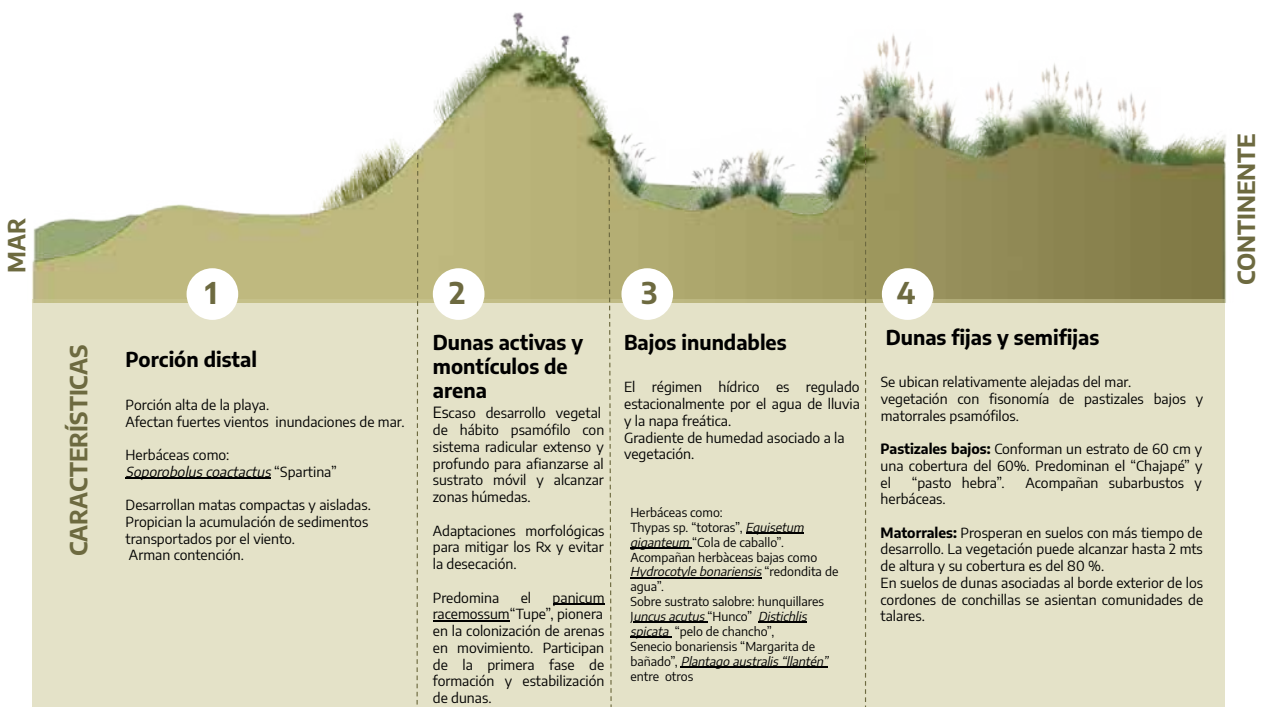 MAR
CONTINENTE
CARACTERÍSTICAS
1
Porción distal
Porción alta de la playa.
Afectan fuertes vientos inundaciones de mar.
Herbáceas como:
Soporobolus coactactus “Spartina”
Desarrollan matas compactas y aisladas.
Propician la acumulación de sedimentos
transportados por el viento.
Arman contención.
2
Dunas activas y
montículos de
arena
Escaso desarrollo vegetal
de hábito psamófilo con
sistema radicular extenso y
profundo para afianzarse al
sustrato móvil y alcanzar
zonas húmedas.
Adaptaciones morfológicas
para mitigar los Rx y evitar
la desecación.
Predomina el panicum
racemossum“Tupe”, pionera
en la colonización de arenas
en movimiento. Participan
de la primera fase de
formación y estabilización
de dunas.
3
Bajos inundables
El régimen hídrico es regulado
estacionalmente por el agua de lluvia
y la napa freática.
Gradiente de humedad asociado a la
vegetación.
Herbáceas como:
Thypas sp. “totoras”, Equisetum
giganteum “Cola de caballo”.
Acompañan herbàceas bajas como
Hydrocotyle bonariensis “redondita de
agua”.
Sobre sustrato salobre: hunquillares
Juncus acutus “Hunco” Distichlis
spicata “pelo de chancho”,
Senecio bonariensis “Margarita de
bañado”, Plantago australis “llantén”
entre otros
4
Dunas fijas y semifijas
Se ubican relativamente alejadas del mar.
vegetación con fisonomía de pastizales bajos y
matorrales psamófilos.
Pastizales bajos: Conforman un estrato de 60 cm y
una cobertura del 60%. Predominan el “Chajapé” y
el “pasto hebra”. Acompañan subarbustos y
herbáceas.
Matorrales: Prosperan en suelos con más tiempo de
desarrollo. La vegetación puede alcanzar hasta 2 mts
de altura y su cobertura es del 80 %.
En suelos de dunas asociadas al borde exterior de los
cordones de conchillas se asientan comunidades de
talares.